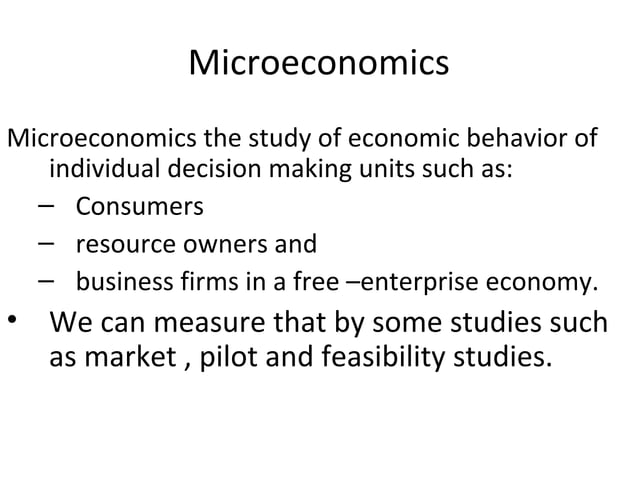 Microeconomics
Microeconomics the study of economic behavior of
individual decision making units such as:
– Consumers
– resource owners and
– business firms in a free –enterprise economy.
• We can measure that by some studies such
as market , pilot and feasibility studies.